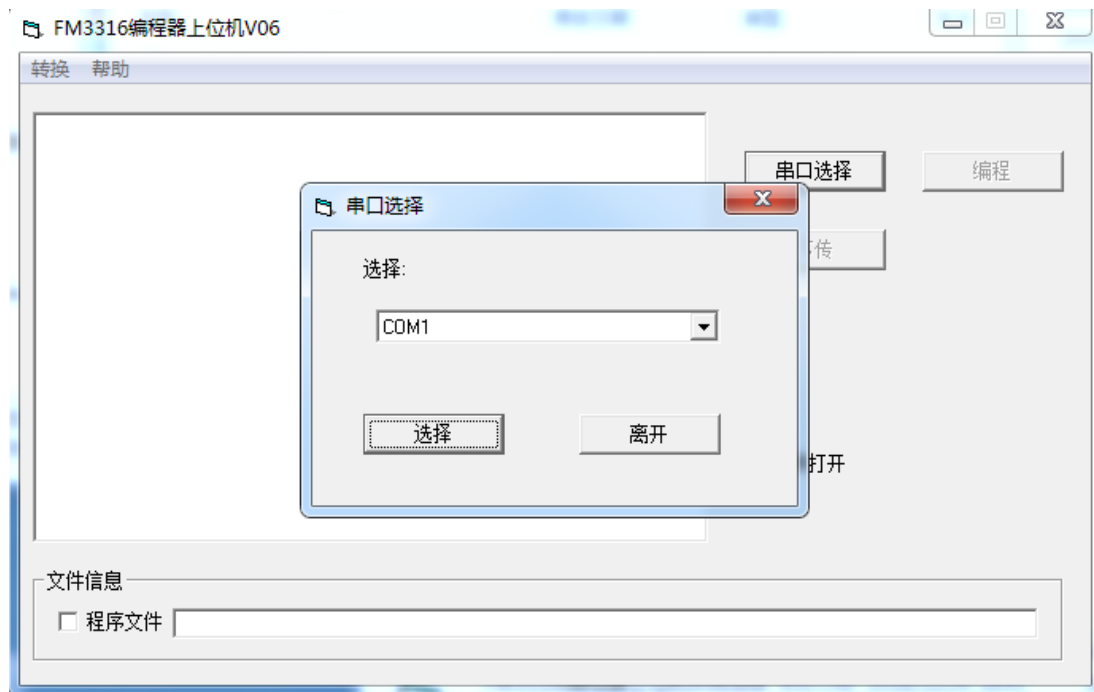 FM3316编程器上位机V06
转换 帮助
串口选择
编程
串口选择
传
选择:
COM1
选择
离开
打开
文件信息
程序文件